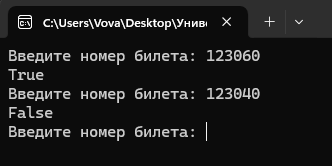 C:\Users\Vova\Desktop\Униве
Введите номер билета: 123060
True
Введите номер билета: 123040
False
Введите номер билета: